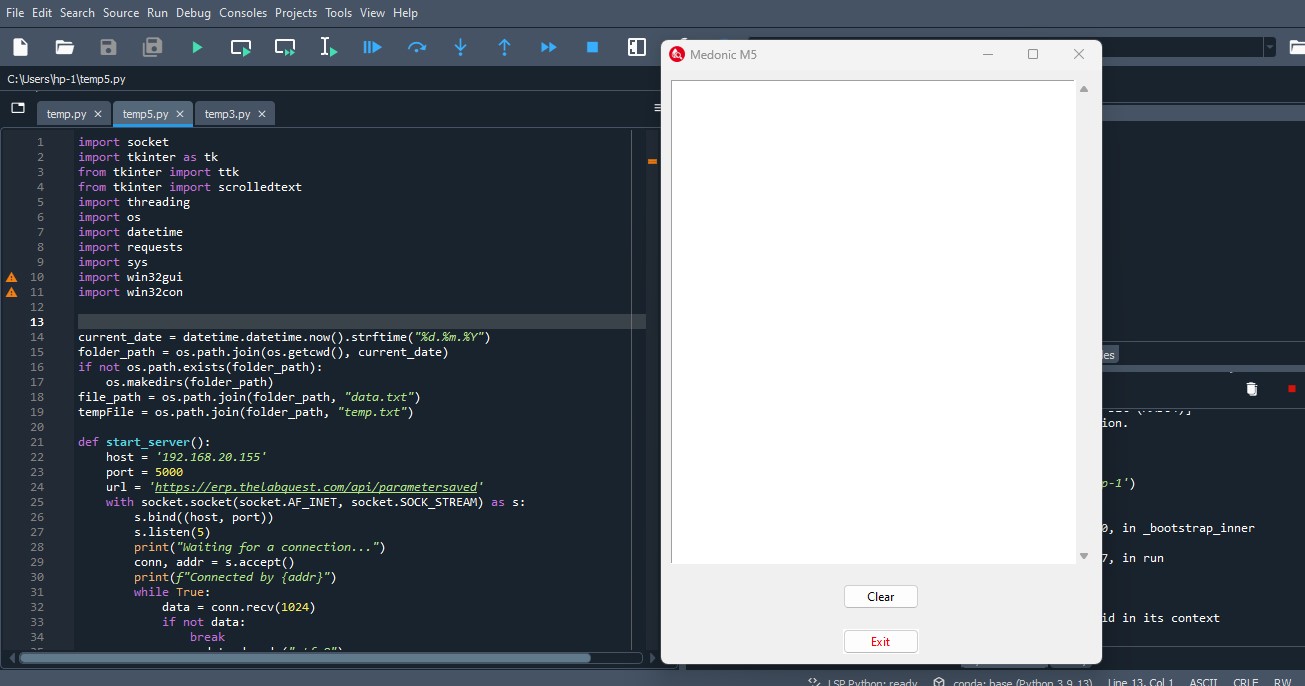 File Edit Search Source Run Debug Consoles Projects Tools View Help
C:\Users\hp-1\temp5.py
temp.py temp5.py temp3.py
1 import socket
2 import tkinter as tk
3 from tkinter import ttk
4 from tkinter import scrolledtext
5 import threading
6 import os
7 import datetime
8 import requests
9 import sys
10 import win32gui
11 import win32con
12
13
14 current_date = datetime.datetime.now().strftime("%d.%m.%Y")
15 folder_path = os.path.join(os.getcwd(), current_date)
16 if not os.path.exists(folder_path):
17 os.makedirs(folder_path)
18 file_path = os.path.join(folder_path, "data.txt")
19 tempFile = os.path.join(folder_path, "temp.txt")
20
21 def start_server():
22 host = '192.168.20.155'
23 port = 5000
24 url = 'https://erp.thelabquest.com/api/parametersaved'
25 with socket.socket(socket.AF_INET, socket.SOCK_STREAM) as s:
26 s.bind((host, port))
27 s.listen(5)
28 print("Waiting for a connection...")
29 conn, addr = s.accept()
30 print(f"Connected by {addr}")
31 while True:
32 data = conn.recv(1024)
33 if not data:
34 break
Medonic M5
Clear
Exit
es
ion.
p-1')
0, in _bootstrap_inner
7, in run
id in its context
LSP Python: ready conda: base (Python 3.9.13) Line 13, Col 1 ASCII CRLF RW